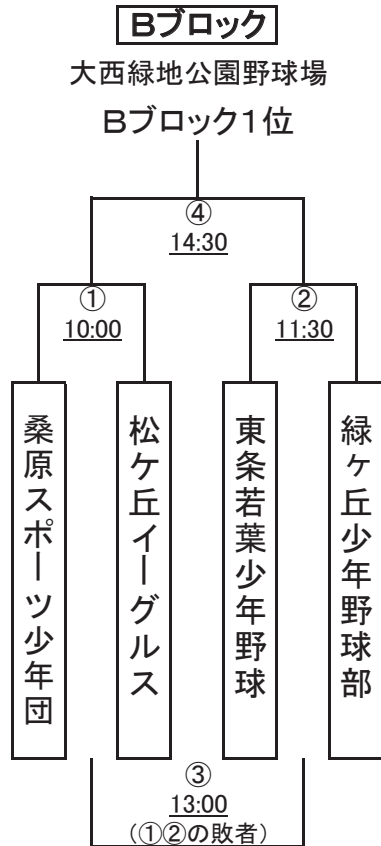 Bブロック
大西緑地公園野球場
Bブロック1位
④
14:30
①
10:00
②
11:30
桑原スポーツ少年団
松ケ丘イーグルス
東条若葉少年野球
緑ヶ丘少年野球部
③
13:00
(①②の敗者)